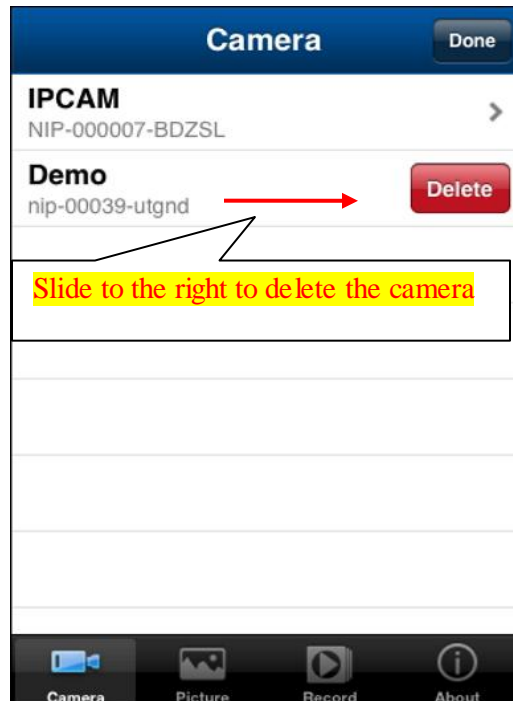 Camera Done
IPCAM
NIP-000007-BDZSL
Demo
nip-00039-utgnd
Delete
Slide to the right to delete the camera
Camera Picture Record About